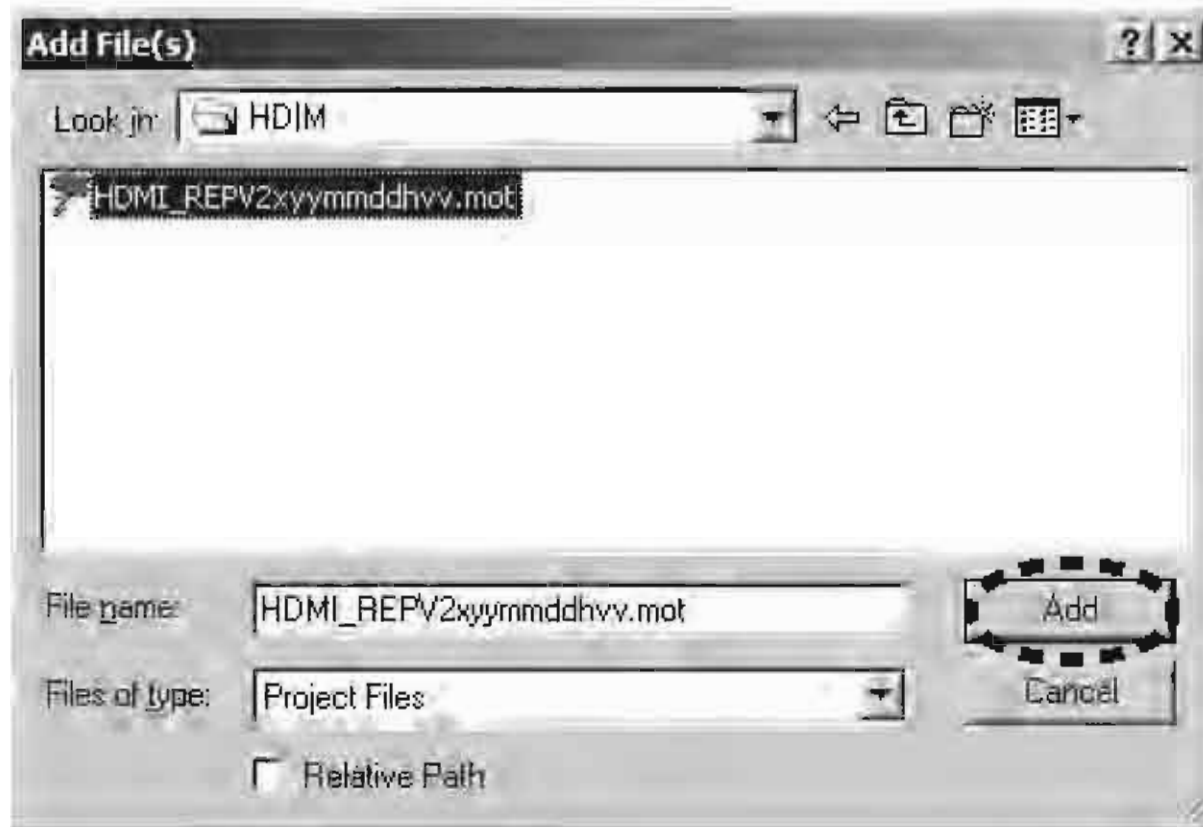 Add File(s)
Look in: HDIM
HDMI_REPV2xyymmddhvv.mot
File name: HDMI_REPV2xyymmddhvv.mot Add
Files of type: Project Files Cancel
Relative Path